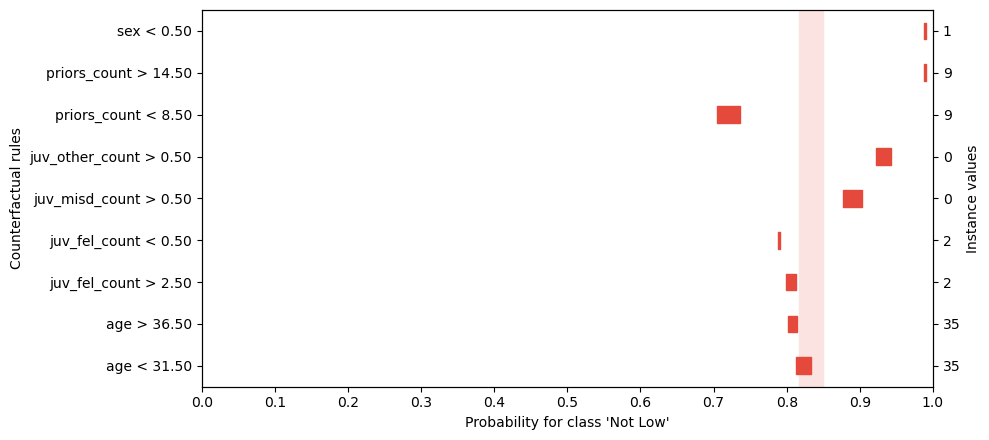 Counterfactual rules
sex < 0.50
priors_count > 14.50
priors_count < 8.50
juv_other_count > 0.50
juv_misd_count > 0.50
juv_fel_count < 0.50
juv_fel_count > 2.50
age > 36.50
age < 31.50
1
9
9
0
0
2
2
35
35
Instance values
0.0 0.1 0.2 0.3 0.4 0.5 0.6 0.7 0.8 0.9 1.0
Probability for class 'Not Low'